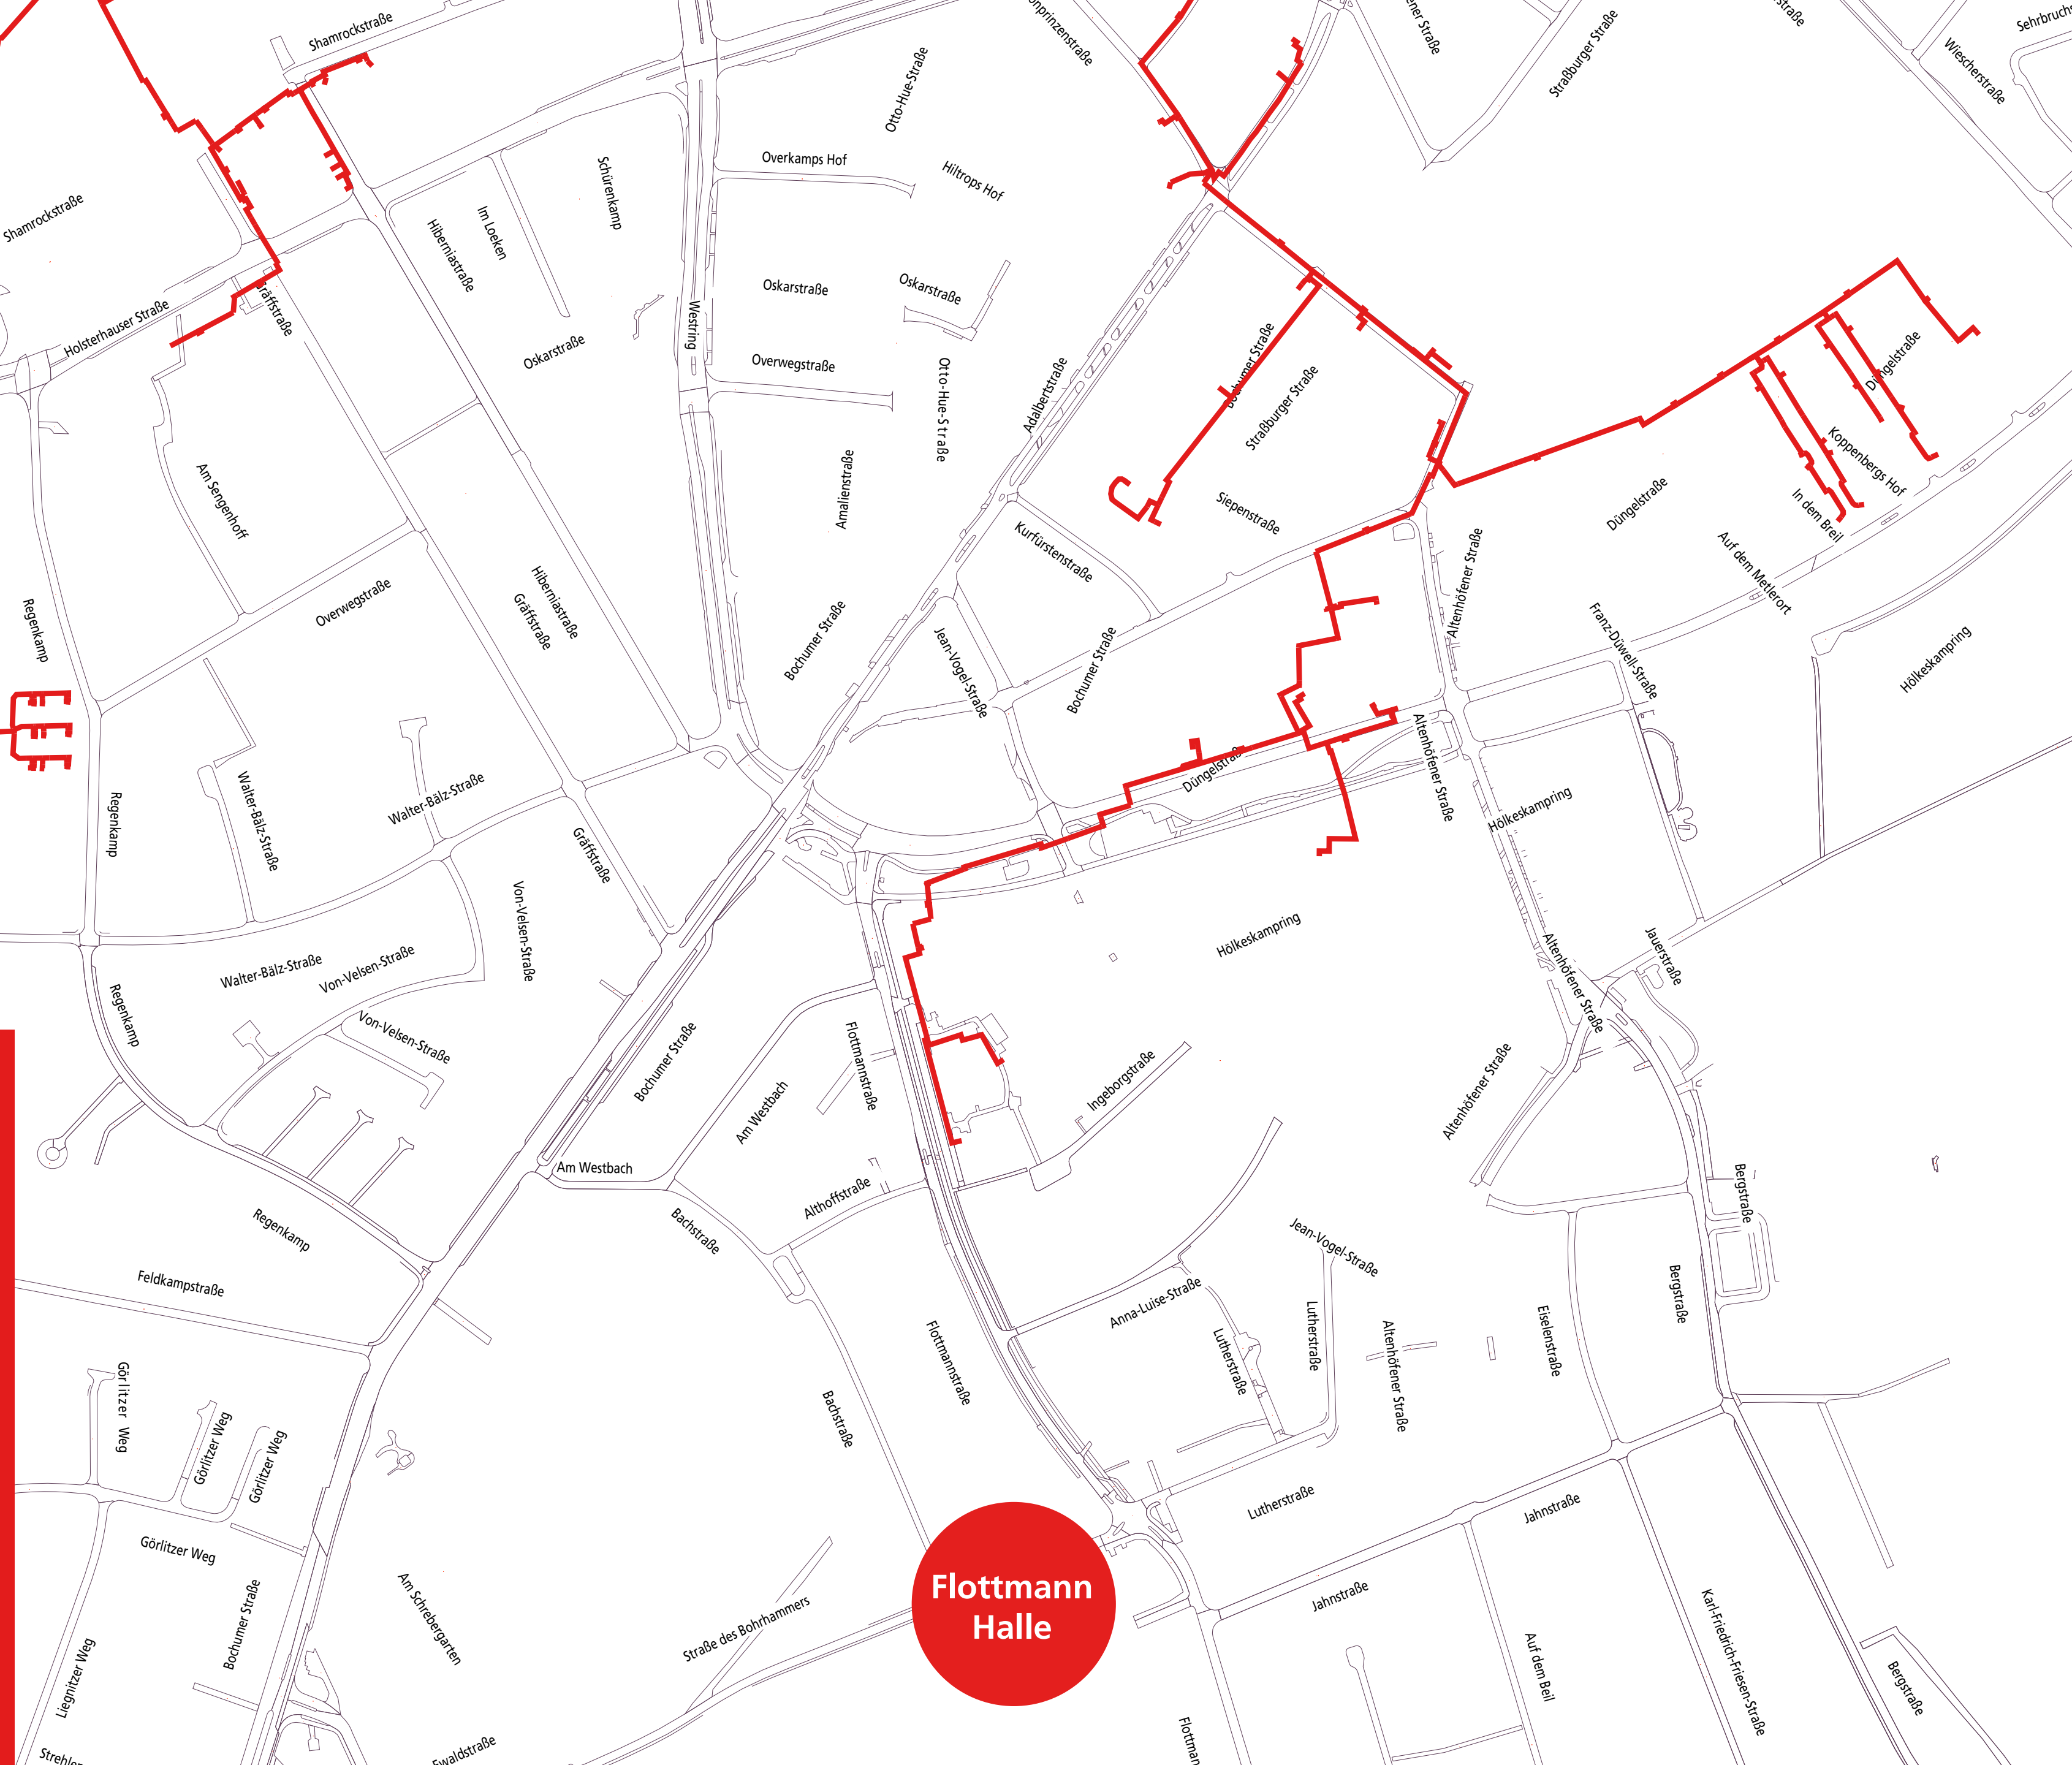 Shamrockstraße
Straßburger Straße
Wiescherstraße
Otto-Hue-Straße
Overkamps Hof
Hiltrops Hof
Schürenkamp
Im Loeken
Hiberniastraße
Shamrockstraße
Holsterhauser Straße
Oskarstraße
Westring
Oskarstraße
Oskarstraße
Overwegstraße
Otto-Hue-Straße
Adalbertstraße
Straßburger Straße
Düngelstraße
Koppenbergs Hof
In dem Breil
Düngelstraße
Auf dem Metlerort
Am Sengenhoff
Amalienstraße
Siepenstraße
Kurfürstenstraße
Altenhöfener Straße
Overwegstraße
Hiberniastraße
Gräffstraße
Regenkamp
Bochumer Straße
Jean-Vogel-Straße
Bochumer Straße
Franz-Düwell-Straße
Hölkeskampring
Altenhöfener Straße
Hölkeskampring
Walter-Bälz-Straße
Walter-Bälz-Straße
Regenkamp
Gräffstraße
Von-Velsen-Straße
Hölkeskampring
Walter-Bälz-Straße
Von-Velsen-Straße
Jauerstraße
Altenhöfener Straße
Regenkamp
Von-Velsen-Straße
Bochumer Straße
Flottmannstraße
Am Westbach
Ingeborgstraße
Altenhöfener Straße
Am Westbach
Althoffstraße
Bachstraße
Regenkamp
Bergstraße
Jean-Vogel-Straße
Feldkampstraße
Anna-Luise-Straße
Bergstraße
Flottmannstraße
Lutherstraße
Lutherstraße
Altenhöfener Straße
Eiselenstraße
Görlitzer Weg
Görlitzer Weg
Görlitzer Weg
Bachstraße
Lutherstraße
Jahnstraße
Görlitzer Weg
Flottmann
Halle
Jahnstraße
Bochumer Straße
Am Schrebergarten
Straße des Bohrhammers
Liegnitzer Weg
Auf dem Beil
Karl-Friedrich-Friesen-Straße
Bergstraße